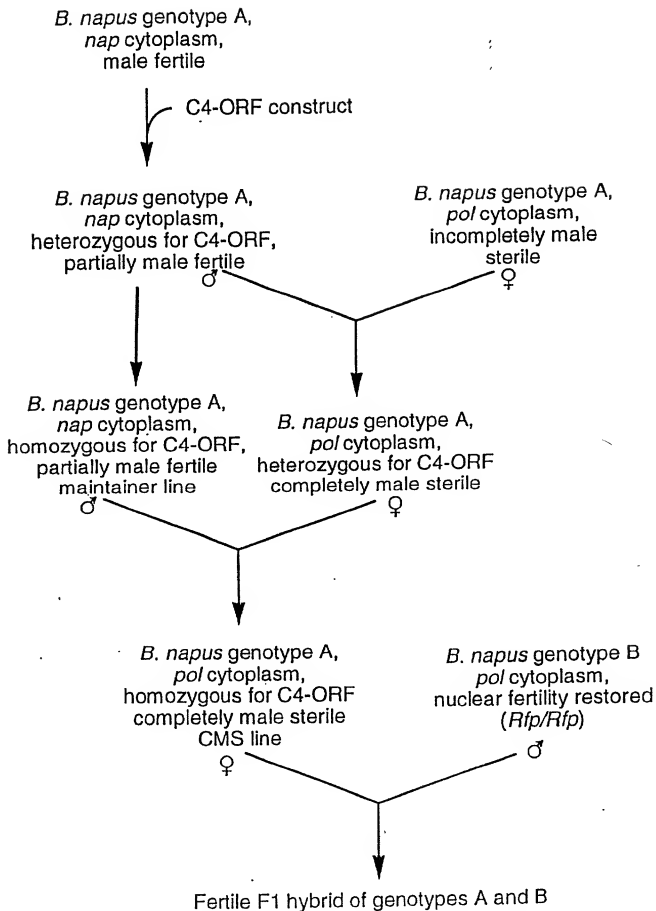 B. napus genotype A,
nap cytoplasm,
male fertile
C4-ORF construct
B. napus genotype A,
nap cytoplasm,
heterozygous for C4-ORF,
partially male fertile
♂
B. napus genotype A,
pol cytoplasm,
incompletely male
sterile
♀
B. napus genotype A,
nap cytoplasm,
homozygous for C4-ORF,
partially male fertile
maintainer line
♂
B. napus genotype A,
pol cytoplasm,
heterozygous for C4-ORF
completely male sterile
♀
B. napus genotype A,
pol cytoplasm,
homozygous for C4-ORF
completely male sterile
CMS line
♀
B. napus genotype B
pol cytoplasm,
nuclear fertility restored
(Rfp/Rfp)
♂
Fertile F1 hybrid of genotypes A and B